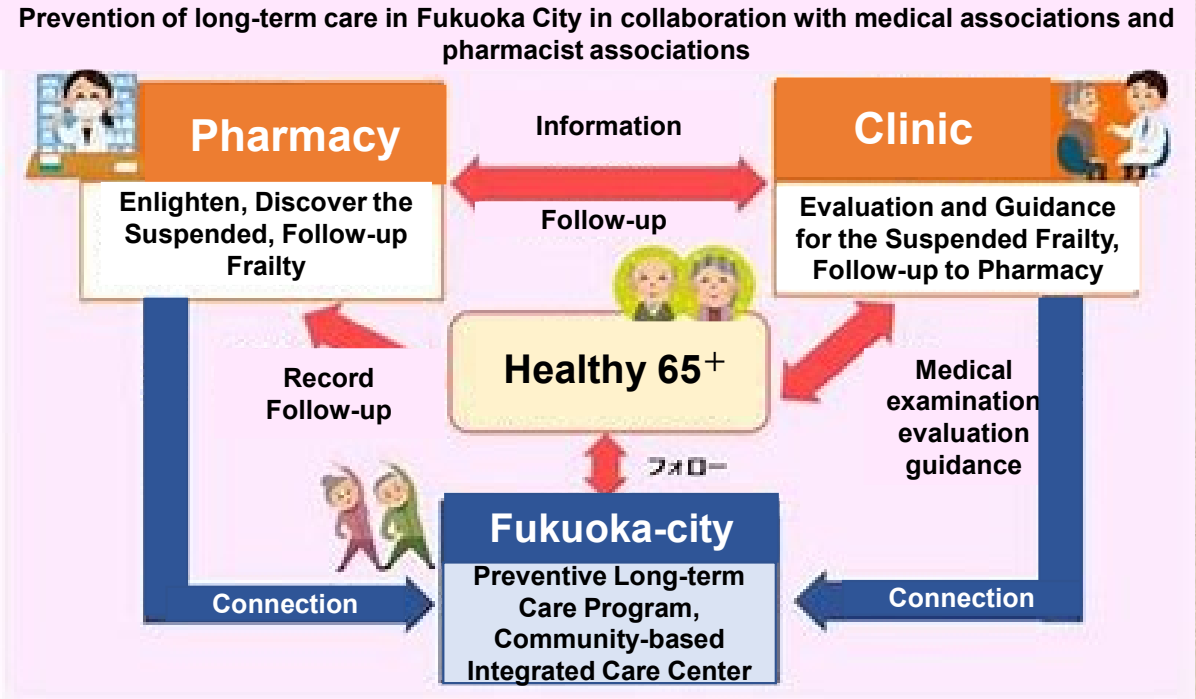 Prevention of long-term care in Fukuoka City in collaboration with medical associations and
pharmacist associations
Pharmacy
Enlighten, Discover the
Suspended, Follow-up
Frailty
Information
Follow-up
Clinic
Evaluation and Guidance
for the Suspended Frailty,
Follow-up to Pharmacy
Healthy 65+
Record
Follow-up
Medical
examination
evaluation
guidance
フォロー
Fukuoka-city
Preventive Long-term
Care Program,
Community-based
Integrated Care Center
Connection
Connection